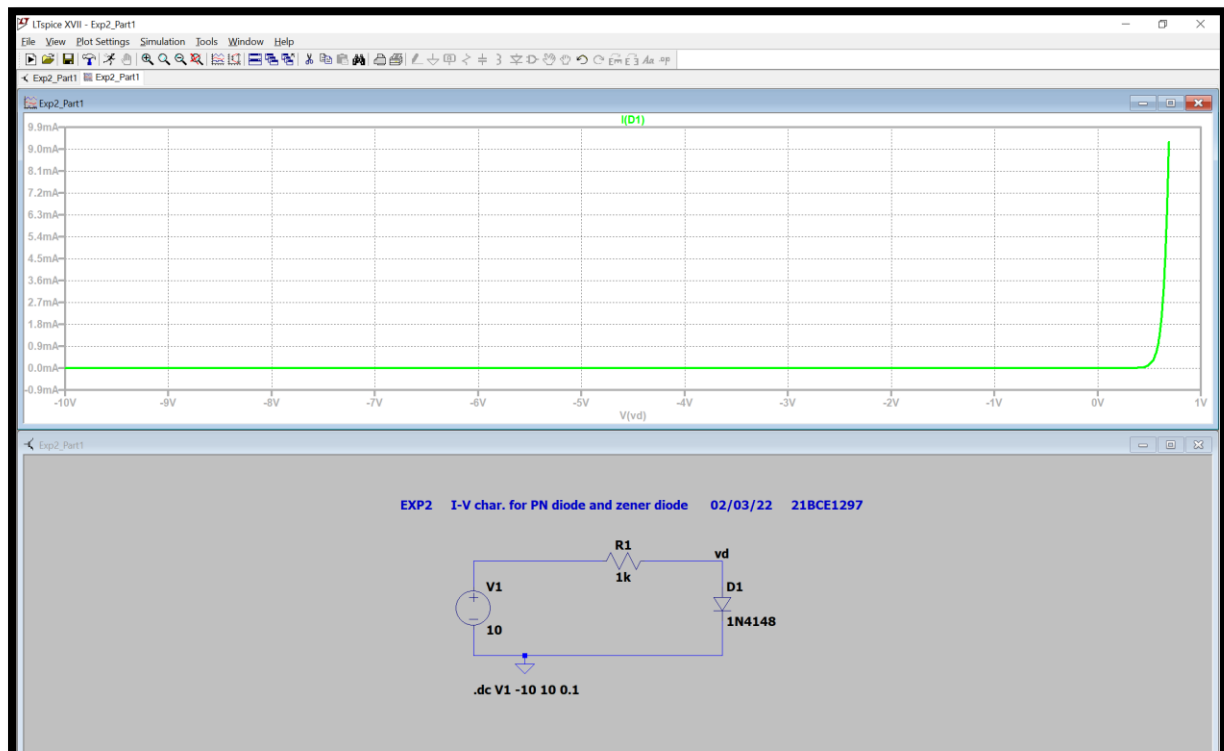 LTspice XVII - Exp2_Part1
File View Plot Settings Simulation Tools Window Help
Exp2_Part1 Exp2_Part1
Exp2_Part1
I(D1)
9.9mA
9.0mA
8.1mA
7.2mA
6.3mA
5.4mA
4.5mA
3.6mA
2.7mA
1.8mA
0.9mA
0.0mA
-0.9mA
-10V -9V -8V -7V -6V -5V -4V -3V -2V -1V 0V 1V
V(vd)
Exp2_Part1
EXP2 I-V char. for PN diode and zener diode 02/03/22 21BCE1297
R1 vd
1k
V1 D1
10 1N4148
.dc V1 -10 10 0.1